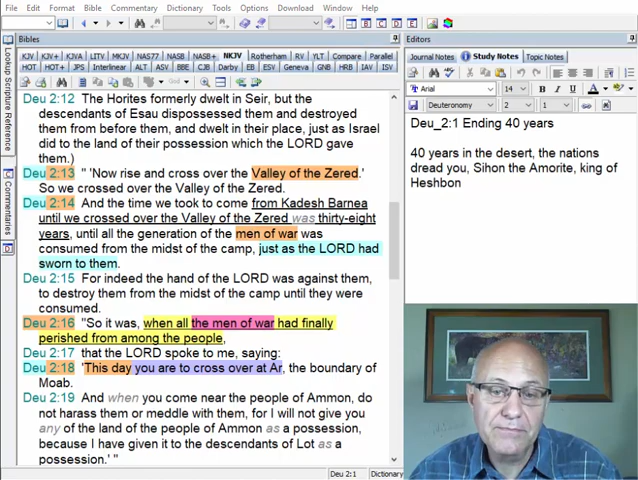 File Edit View Bible Commentary Dictionary Tools Options Download Window Help
B C D E
Bibles
KJV KJV+ KJVA LITV MKJV NAS77 NASB NASB+ NKJV Rotherham RV YLT Compare Parallel
HOT HOT+ JPS Interlinear ALT ASV BBE CJB Darby EB ESV Geneva GNB HRB IAV ISV
Deu 2:12 The Horites formerly dwelt in Seir, but the
descendants of Esau dispossessed them and destroyed
them from before them, and dwelt in their place, just as Israel
did to the land of their possession which the LORD gave
them.)
Deu 2:13 " 'Now rise and cross over the Valley of the Zered.'
So we crossed over the Valley of the Zered.
Deu 2:14 And the time we took to come from Kadesh Barnea
until we crossed over the Valley of the Zered was thirty-eight
years, until all the generation of the men of war was
consumed from the midst of the camp, just as the LORD had
sworn to them.
Deu 2:15 For indeed the hand of the LORD was against them,
to destroy them from the midst of the camp until they were
consumed.
Deu 2:16 "So it was, when all the men of war had finally
perished from among the people,
Deu 2:17 that the LORD spoke to me, saying:
Deu 2:18 'This day you are to cross over at Ar, the boundary of
Moab.
Deu 2:19 And when you come near the people of Ammon, do
not harass them or meddle with them, for I will not give you
any of the land of the people of Ammon as a possession,
because I have given it to the descendants of Lot as a
possession.' "
Lookup Scripture Reference
Commentaries
Editors
Journal Notes Study Notes Topic Notes
Arial 14 B I U A
Deuteronomy 2 1
Deu_2:1 Ending 40 years
40 years in the desert, the nations
dread you, Sihon the Amorite, king of
Heshbon
Deu 2:1 Dictionary